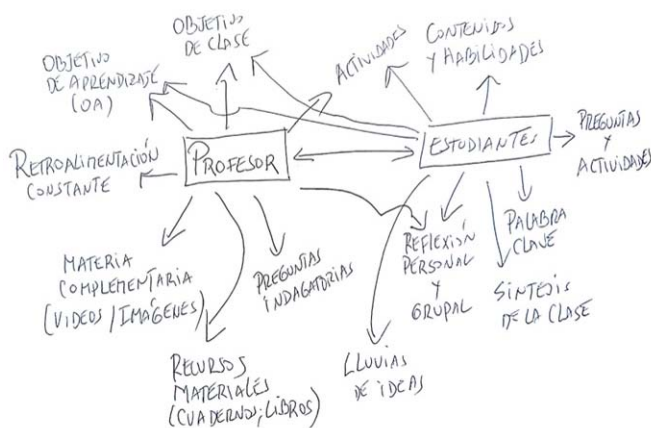 OBJETIVO
DE CLASE
OBJETIVO
DE APRENDIZAJE
(OA)
ACTIVIDADES
CONTENIDOS
Y HABILIDADES
RETROALIMENTACIÓN
CONSTANTE
PROFESOR
ESTUDIANTES
PREGUNTAS
Y
ACTIVIDADES
MATERIA
COMPLEMENTARIA
(VIDEOS / IMÁGENES)
PREGUNTAS
INDAGATORIAS
REFLEXIÓN
PERSONAL
Y
GRUPAL
PALABRA
CLAVE
SÍNTESIS
DE LA CLASE
RECURSOS
MATERIALES
(CUADERNOS; LIBROS)
LLUVIAS
DE IDEAS